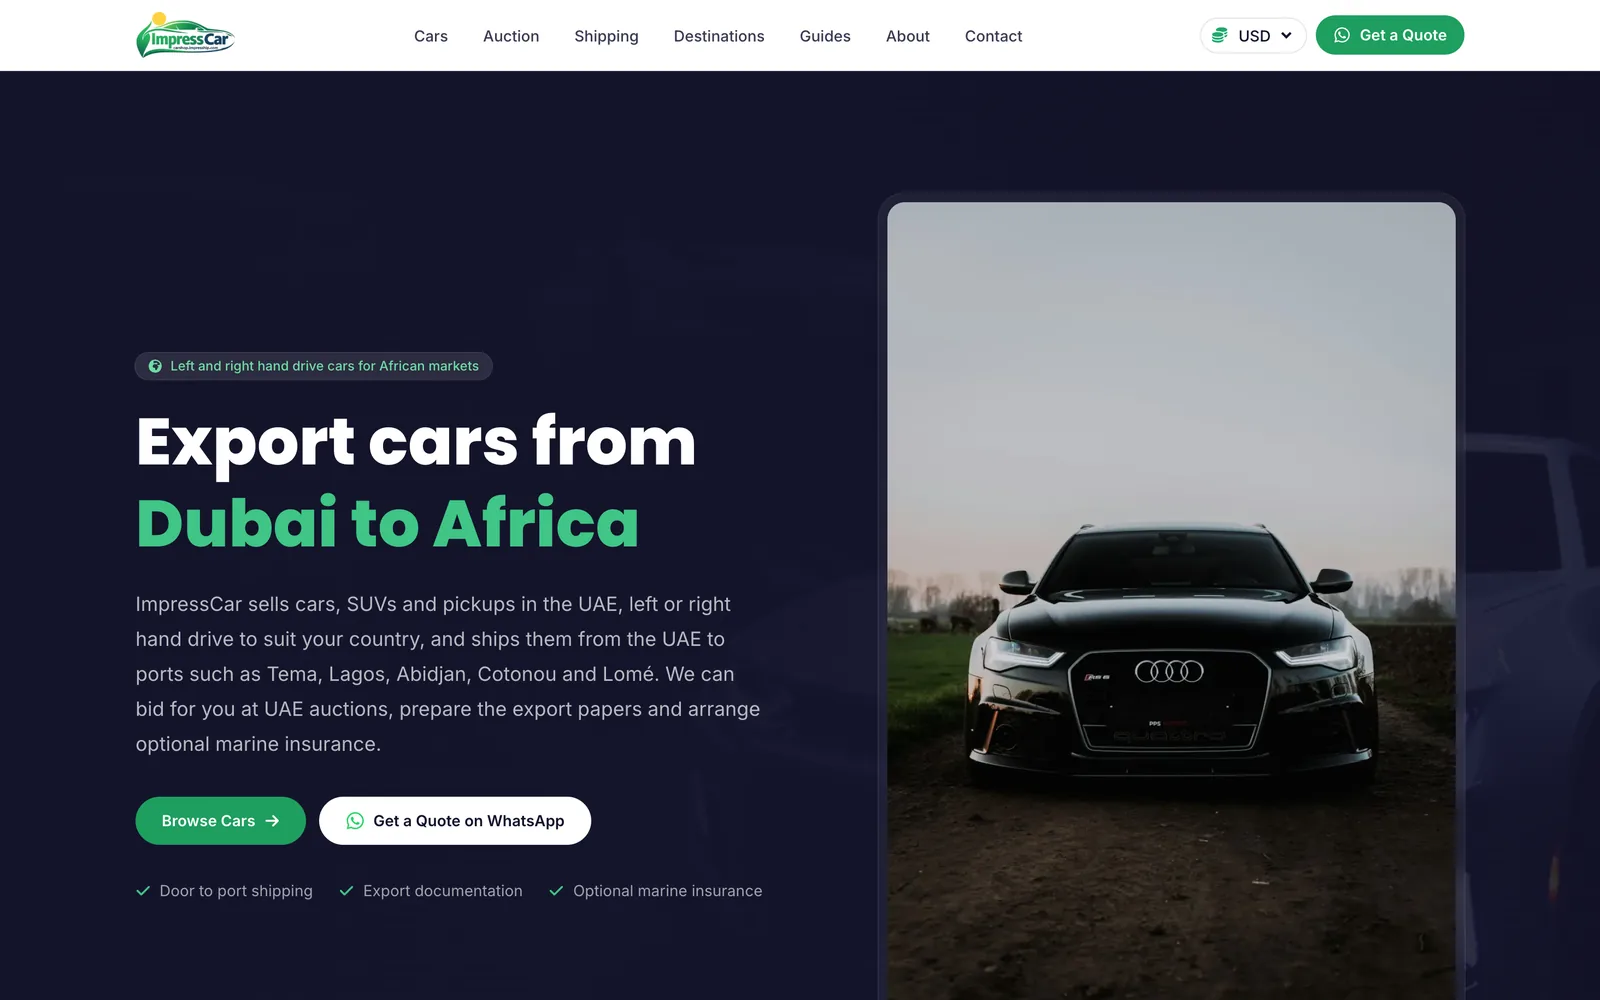 ImpressCar
Cars
Auction
Shipping
Destinations
Guides
About
Contact
USD
Get a Quote
Left and right hand drive cars for African markets
Export cars from
Dubai to Africa
ImpressCar sells cars, SUVs and pickups in the UAE, left or right
hand drive to suit your country, and ships them from the UAE to
ports such as Tema, Lagos, Abidjan, Cotonou and Lomé. We can
bid for you at UAE auctions, prepare the export papers and arrange
optional marine insurance.
Browse Cars
Get a Quote on WhatsApp
Door to port shipping
Export documentation
Optional marine insurance
PPS
quattro